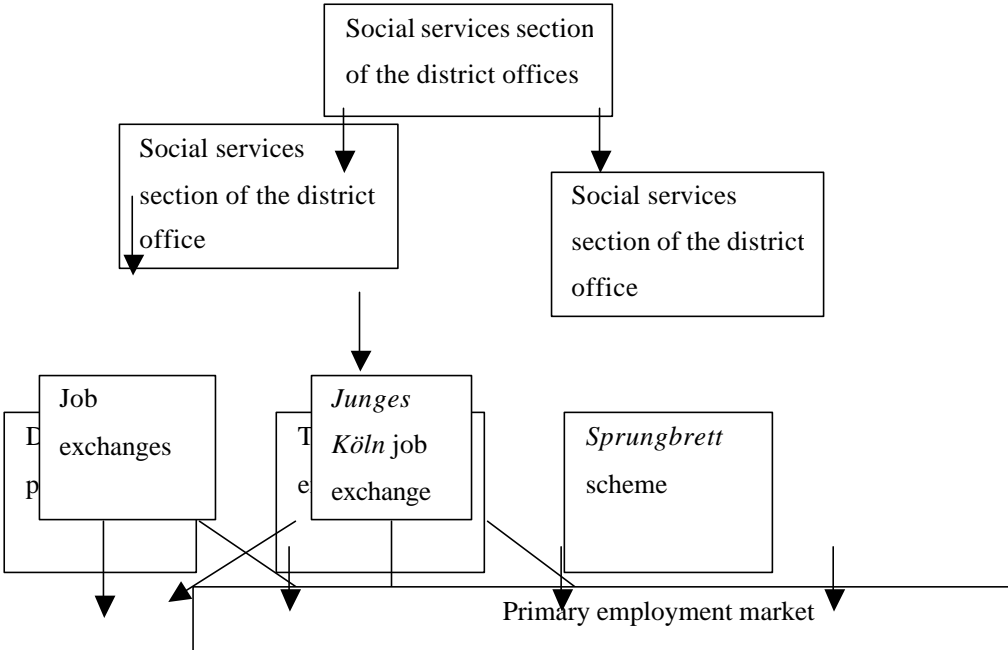 Social services section
of the district offices
Social services
section of the district
office
Social services
section of the district
office
Job
exchanges
Junges
Köln job
exchange
Sprungbrett
scheme
Primary employment market